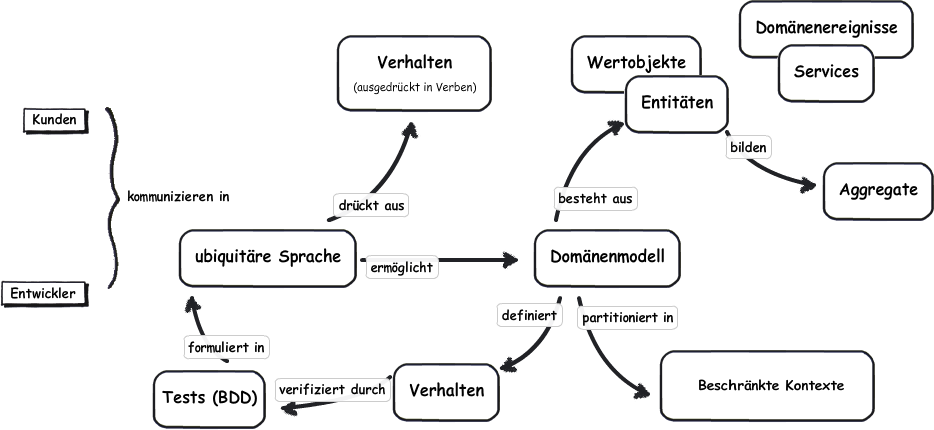 Domänenereignisse
Verhalten
(ausgedrückt in Verben)
Wertobjekte
Services
Entitäten
Kunden
bilden
kommunizieren in
drückt aus
besteht aus
Aggregate
ubiquitäre Sprache
ermöglicht
Domänenmodell
Entwickler
definiert
partitioniert in
formuliert in
Tests (BDD)
verifiziert durch
Verhalten
Beschränkte Kontexte